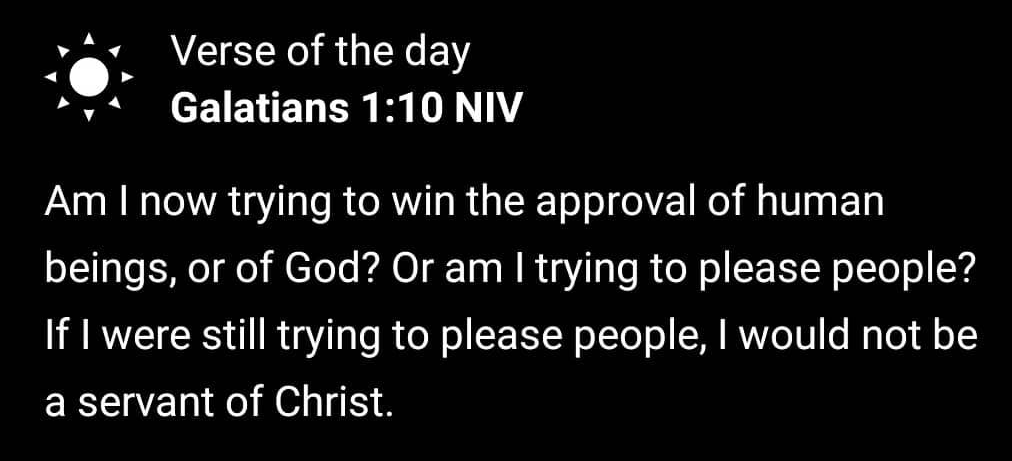 Verse of the day
Galatians 1:10 NIV
Am I now trying to win the approval of human
beings, or of God? Or am I trying to please people?
If I were still trying to please people, I would not be
a servant of Christ.